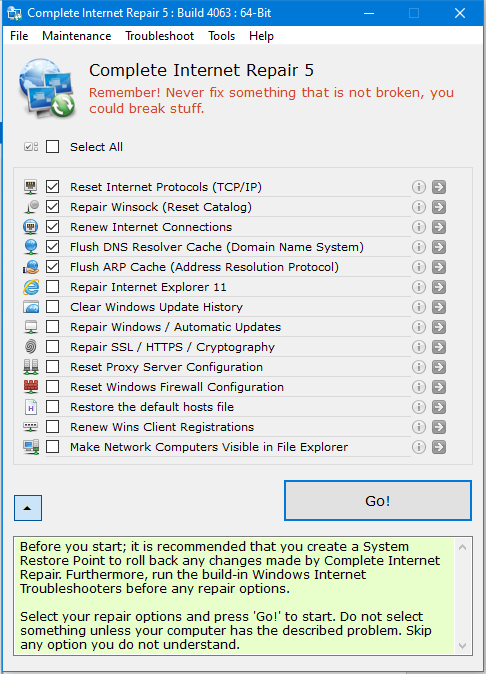 Complete Internet Repair 5 : Build 4063 : 64-Bit
File Maintenance Troubleshoot Tools Help
Complete Internet Repair 5
Remember! Never fix something that is not broken, you
could break stuff.
Select All
Reset Internet Protocols (TCP/IP)
Repair Winsock (Reset Catalog)
Renew Internet Connections
Flush DNS Resolver Cache (Domain Name System)
Flush ARP Cache (Address Resolution Protocol)
Repair Internet Explorer 11
Clear Windows Update History
Repair Windows / Automatic Updates
Repair SSL / HTTPS / Cryptography
Reset Proxy Server Configuration
Reset Windows Firewall Configuration
Restore the default hosts file
Renew Wins Client Registrations
Make Network Computers Visible in File Explorer
Go!
Before you start; it is recommended that you create a System
Restore Point to roll back any changes made by Complete Internet
Repair. Furthermore, run the build-in Windows Internet
Troubleshooters before any repair options.
Select your repair options and press 'Go!' to start. Do not select
something unless your computer has the described problem. Skip
any option you do not understand.